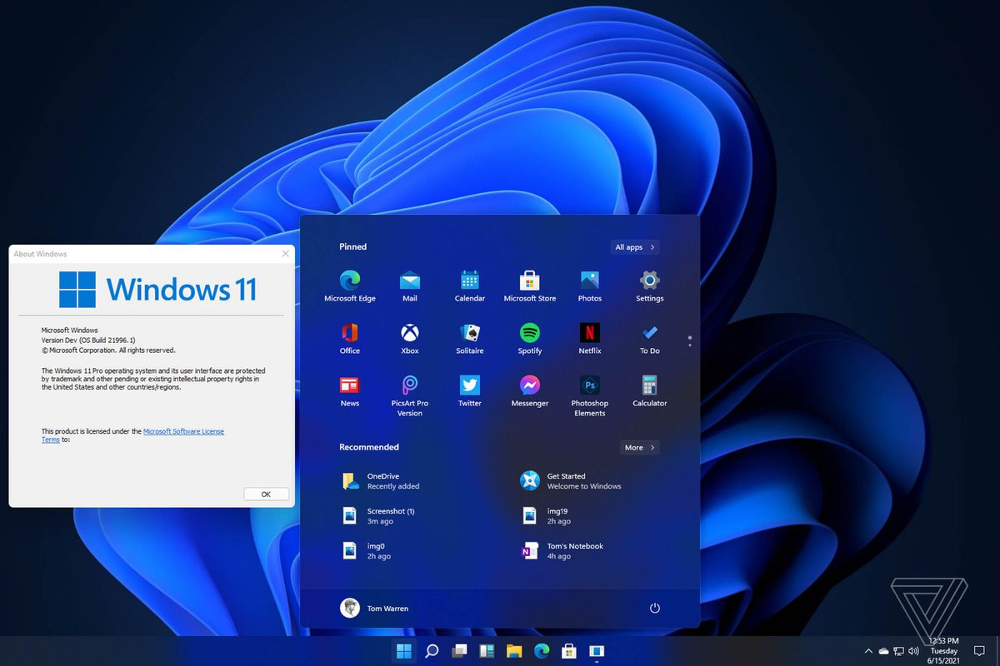 About Windows
Windows 11
Microsoft Windows
Version Dev (OS Build 21996.1)
© Microsoft Corporation. All rights reserved.
The Windows 11 Pro operating system and its user interface are protected
by trademark and other pending or existing intellectual property rights in
the United States and other countries/regions.
This product is licensed under the Microsoft Software License
Terms to:
OK
Pinned
All apps
Microsoft Edge
Mail
Calendar
Microsoft Store
Photos
Settings
Office
Xbox
Solitaire
Spotify
Netflix
To Do
News
PicsArt Pro
Version
Twitter
Messenger
Ps
Photoshop
Elements
Calculator
Recommended
More
OneDrive
Recently added
Get Started
Welcome to Windows
Screenshot (1)
3m ago
img19
2h ago
img0
2h ago
N
Tom's Notebook
4h ago
Tom Warren
12:53 PM
Tuesday
6/15/2021